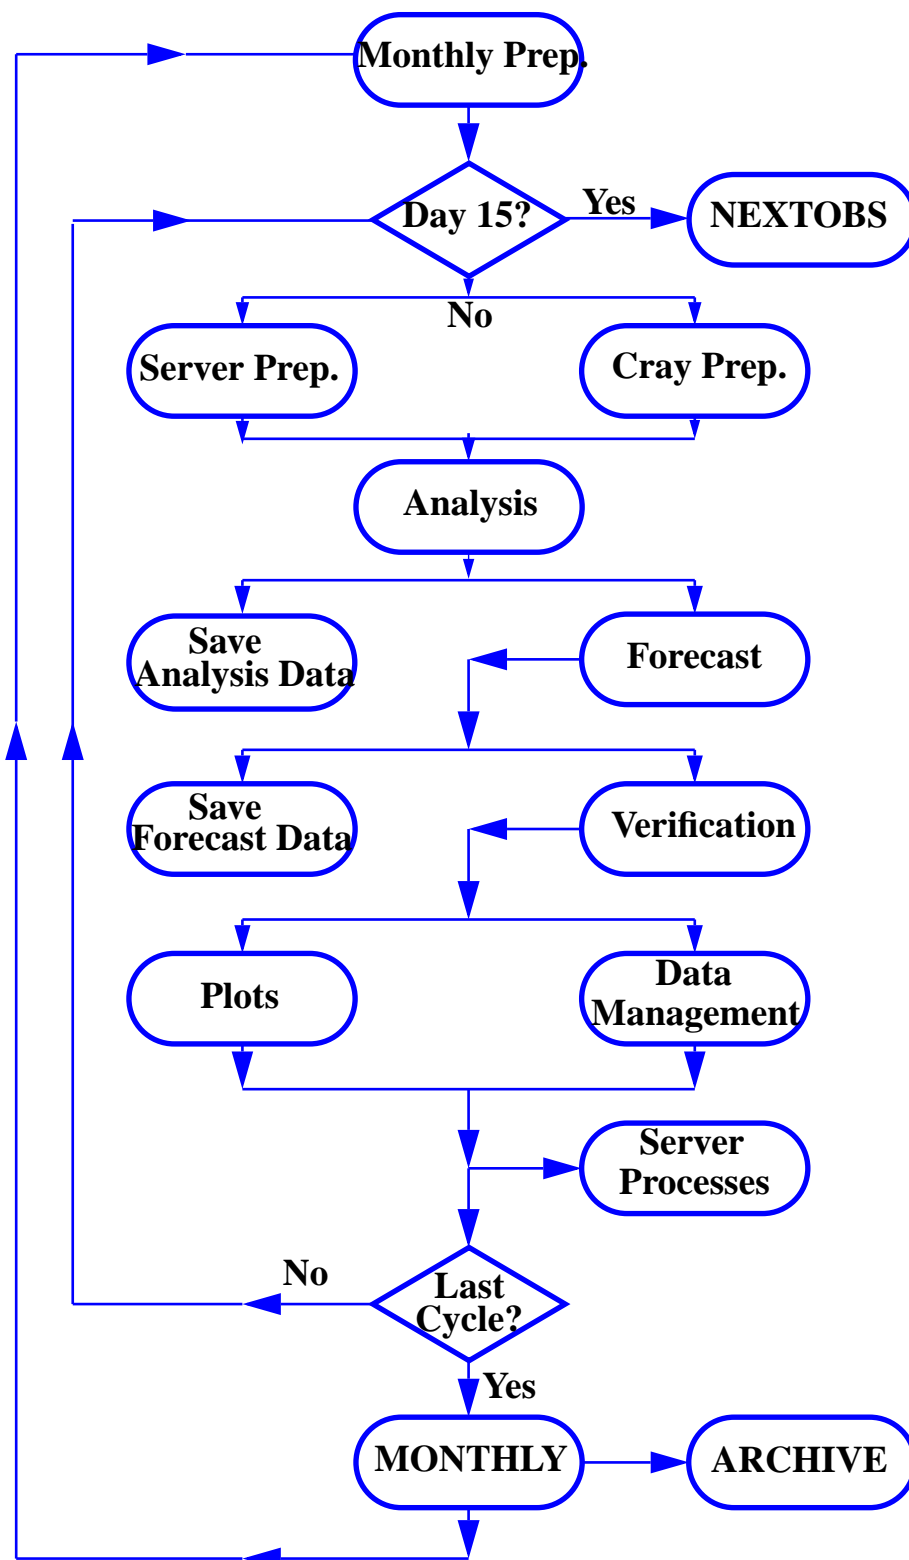 Monthly Prep.
Day 15?
Yes
NEXTOBS
No
Server Prep.
Cray Prep.
Analysis
Save
Analysis Data
Forecast
Save
Forecast Data
Verification
Plots
Data
Management
Server
Processes
No
Last
Cycle?
Yes
MONTHLY
ARCHIVE